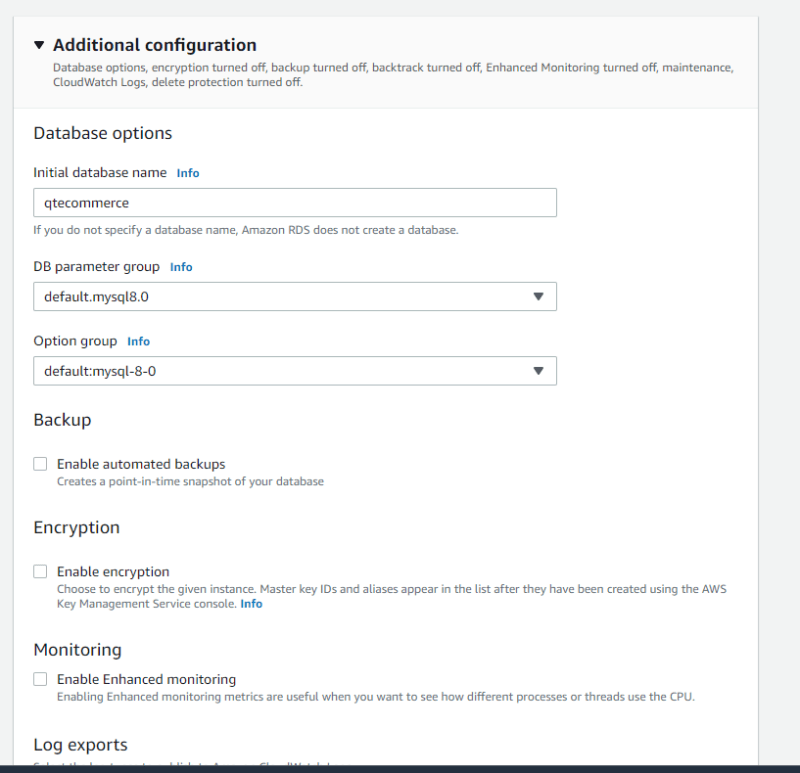 Additional configuration
Database options, encryption turned off, backup turned off, backtrack turned off, Enhanced Monitoring turned off, maintenance,
CloudWatch Logs, delete protection turned off.
Database options
Initial database name Info
qtecommerce
If you do not specify a database name, Amazon RDS does not create a database.
DB parameter group Info
default.mysql8.0
Option group Info
default:mysql-8-0
Backup
Enable automated backups
Creates a point-in-time snapshot of your database
Encryption
Enable encryption
Choose to encrypt the given instance. Master key IDs and aliases appear in the list after they have been created using the AWS
Key Management Service console. Info
Monitoring
Enable Enhanced monitoring
Enabling Enhanced monitoring metrics are useful when you want to see how different processes or threads use the CPU.
Log exports